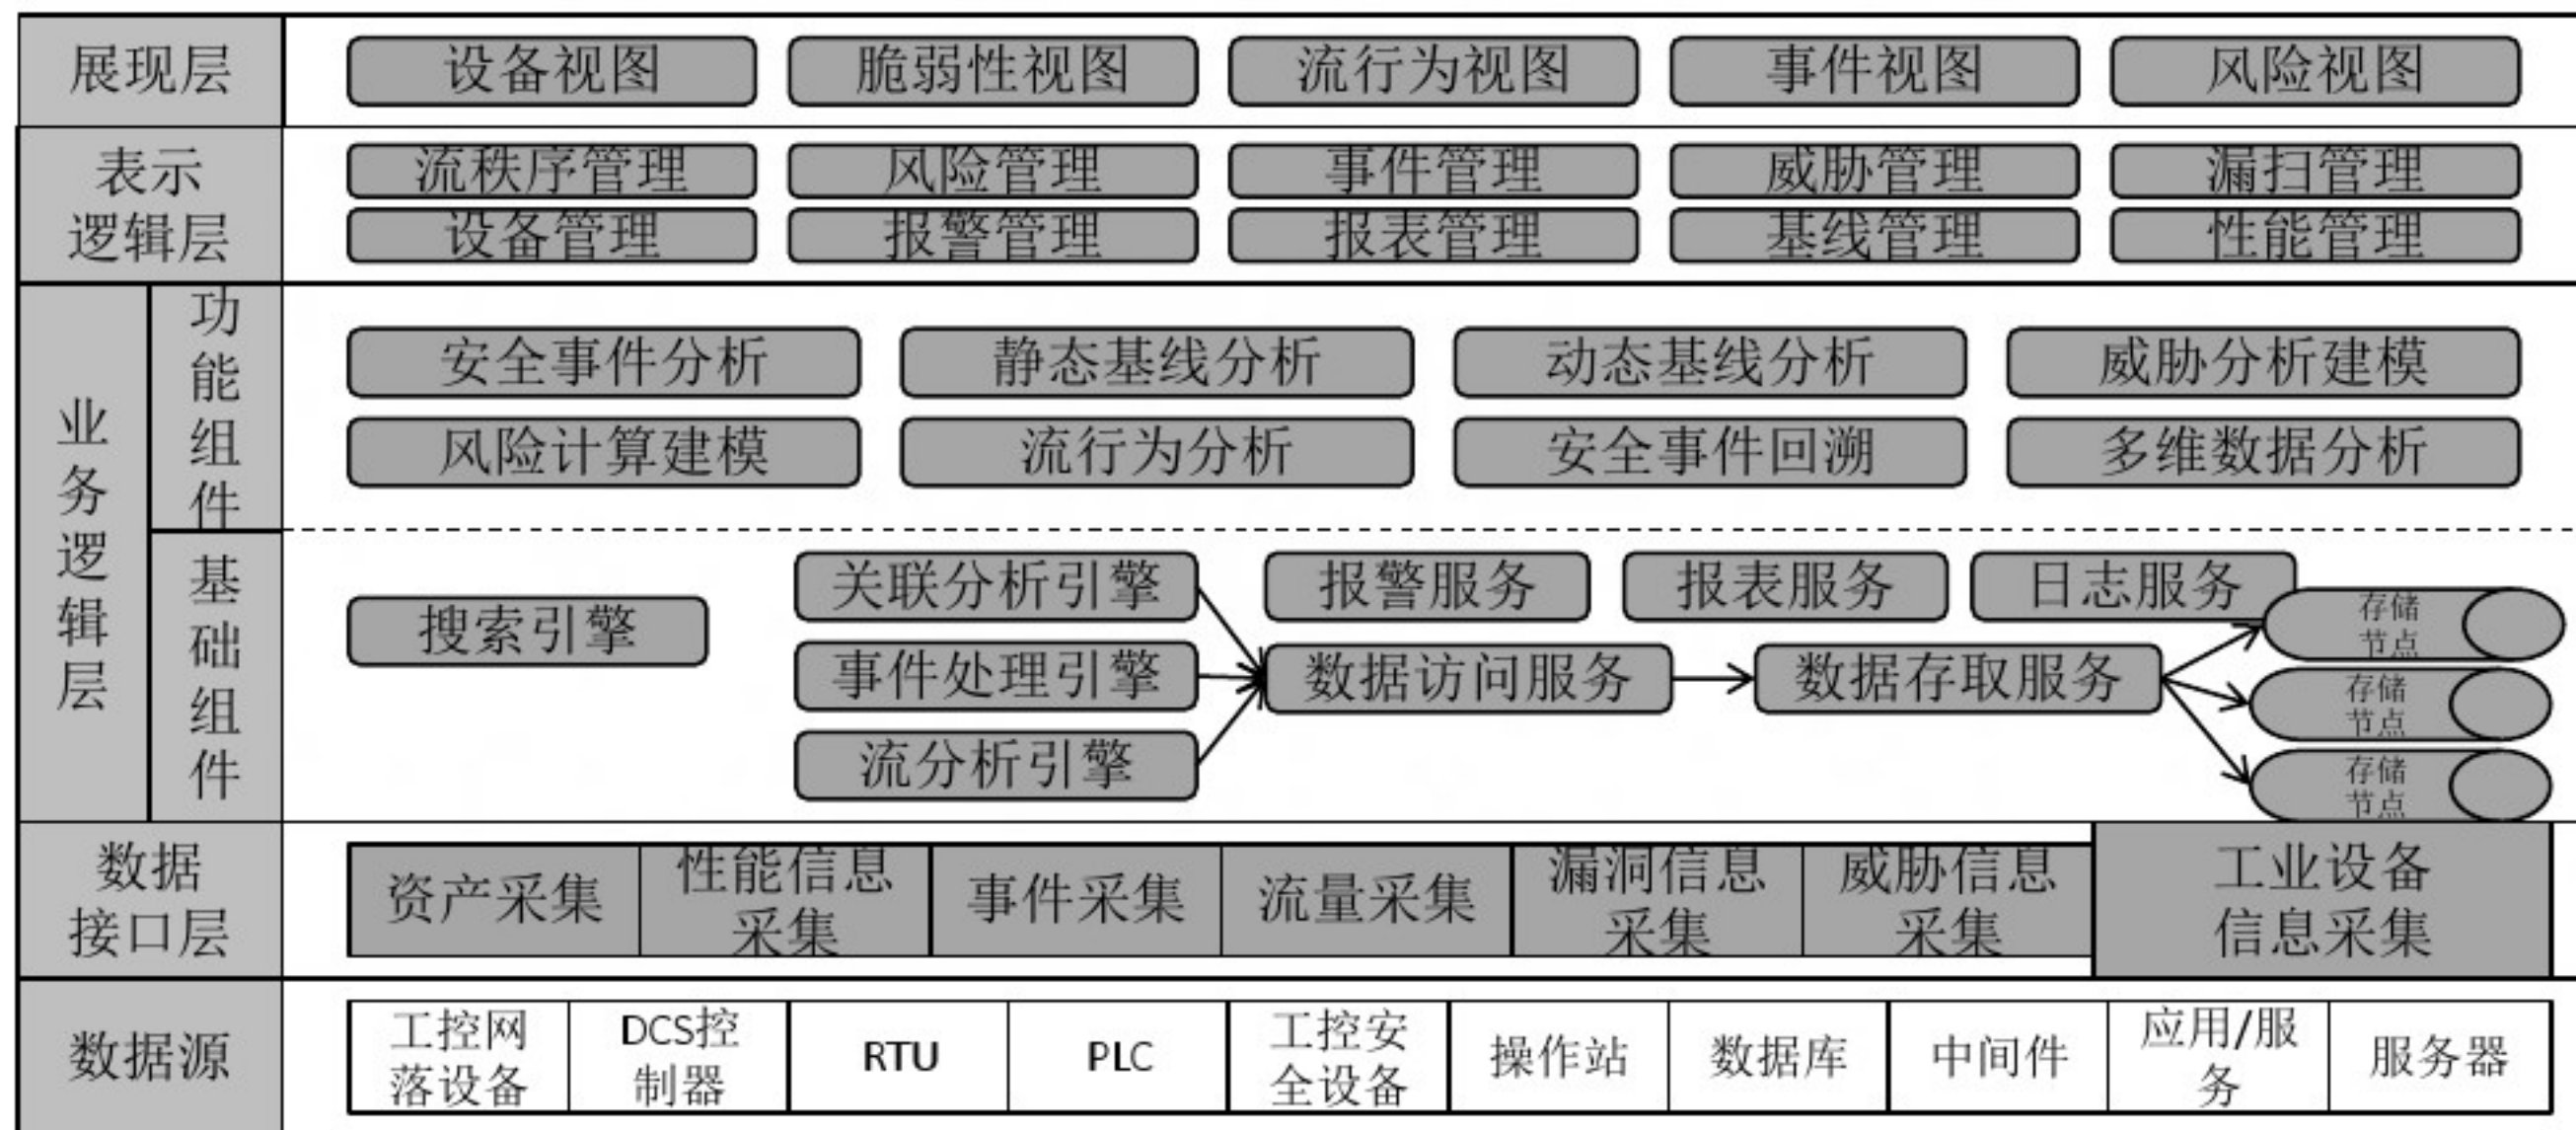 展现层
设备视图
脆弱性视图
流行为视图
事件视图
风险视图
表示
逻辑层
流秩序管理
风险管理
事件管理
威胁管理
漏扫管理
设备管理
报警管理
报表管理
基线管理
性能管理
业
务
逻
辑
层
功
能
组
件
安全事件分析
静态基线分析
动态基线分析
威胁分析建模
风险计算建模
流行为分析
安全事件回溯
多维数据分析
基
础
组
件
搜索引擎
关联分析引擎
事件处理引擎
流分析引擎
报警服务
报表服务
日志服务
数据访问服务
数据存取服务
存储
节点
存储
节点
存储
节点
数据
接口层
资产采集
性能信息
采集
事件采集
流量采集
漏洞信息
采集
威胁信息
采集
工业设备
信息采集
数据源
工控网
落设备
DCS控
制器
RTU
PLC
工控安
全设备
操作站
数据库
中间件
应用/服
务
服务器